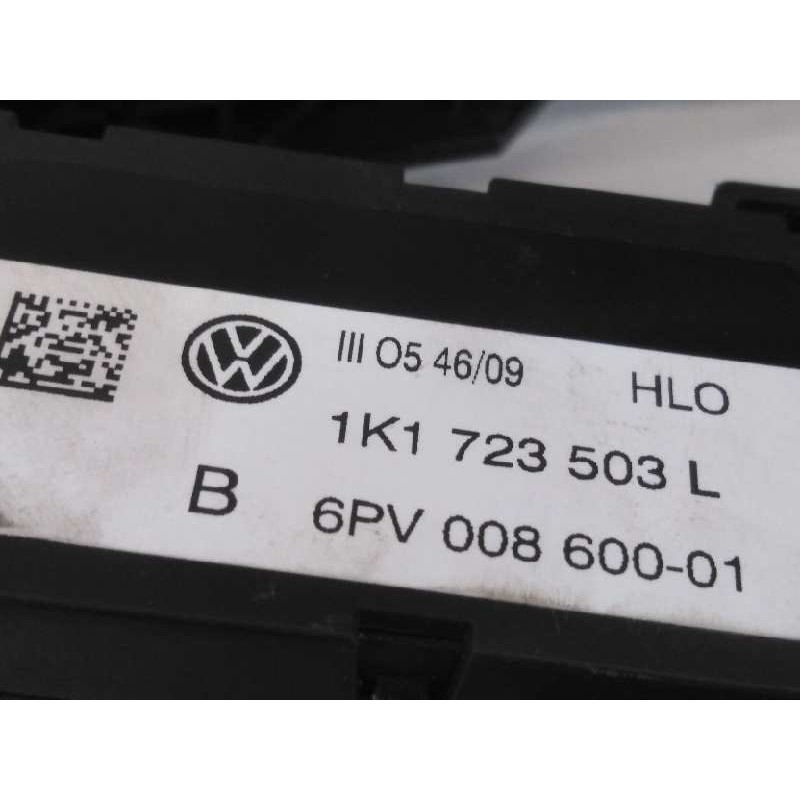 III O5 46/09 HLO
1K1 723 503 L
B 6PV 008 600-01